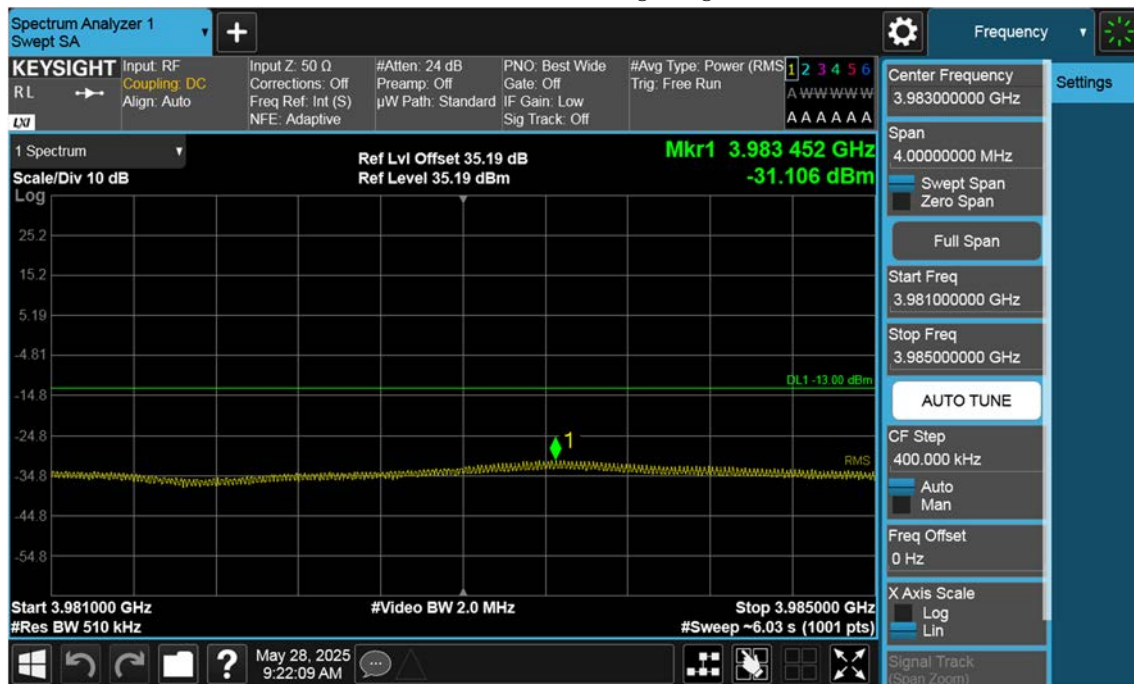 Spectrum Analyzer 1
Swept SA
+
Frequency
KEYSIGHT
RL
LXI
Input: RF
Coupling: DC
Align: Auto
Input Z: 50 Ω
Corrections: Off
Freq Ref: Int (S)
NFE: Adaptive
#Atten: 24 dB
Preamp: Off
µW Path: Standard
PNO: Best Wide
Gate: Off
IF Gain: Low
Sig Track: Off
#Avg Type: Power (RMS
Trig: Free Run
1 2 3 4 5 6
A W W W W W
A A A A A A
1 Spectrum
Scale/Div 10 dB
Log
Ref Lvl Offset 35.19 dB
Ref Level 35.19 dBm
Mkr1 3.983 452 GHz
-31.106 dBm
25.2
15.2
5.19
-4.81
DL1 -13.00 dBm
-14.8
-24.8
1
RMS
-34.8
-44.8
-54.8
Start 3.981000 GHz
#Res BW 510 kHz
#Video BW 2.0 MHz
Stop 3.985000 GHz
#Sweep ~6.03 s (1001 pts)
Center Frequency
3.983000000 GHz
Settings
Span
4.00000000 MHz
Swept Span
Zero Span
Full Span
Start Freq
3.981000000 GHz
Stop Freq
3.985000000 GHz
AUTO TUNE
CF Step
400.000 kHz
Auto
Man
Freq Offset
0 Hz
X Axis Scale
Log
Lin
Signal Track
(Span Zoom)
?
May 28, 2025
9:22:09 AM